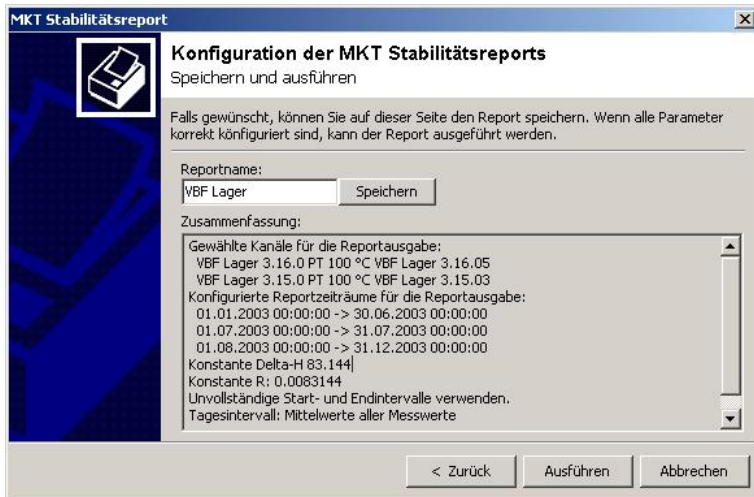 MKT Stabilitätsreport
Konfiguration der MKT Stabilitätsreports
Speichern und ausführen
Falls gewünscht, können Sie auf dieser Seite den Report speichern. Wenn alle Parameter
korrekt könfiguriert sind, kann der Report ausgeführt werden.
Reportname:
VBF Lager
Speichern
Zusammenfassung:
Gewählte Kanäle für die Reportausgabe:
VBF Lager 3.16.0 PT 100 °C VBF Lager 3.16.05
VBF Lager 3.15.0 PT 100 °C VBF Lager 3.15.03
Konfigurierte Reportzeiträume für die Reportausgabe:
01.01.2003 00:00:00 -> 30.06.2003 00:00:00
01.07.2003 00:00:00 -> 31.07.2003 00:00:00
01.08.2003 00:00:00 -> 31.12.2003 00:00:00
Konstante Delta-H 83.144
Konstante R: 0.0083144
Unvollständige Start- und Endintervalle verwenden.
Tagesintervall: Mittelwerte aller Messwerte
< Zurück
Ausführen
Abbrechen